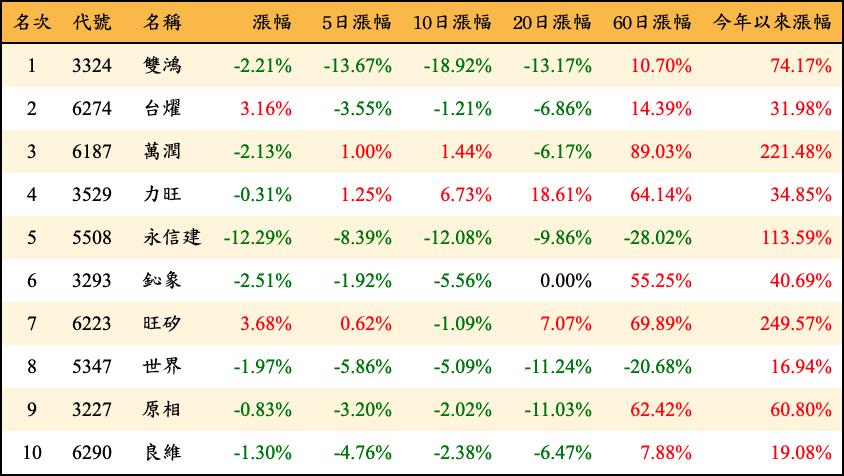 名次 代號 名稱 漲幅 5日漲幅 10日漲幅 20日漲幅 60日漲幅 今年以來漲幅
1 3324 雙鴻 -2.21% -13.67% -18.92% -13.17% 10.70% 74.17%
2 6274 台燿 3.16% -3.55% -1.21% -6.86% 14.39% 31.98%
3 6187 萬潤 -2.13% 1.00% 1.44% -6.17% 89.03% 221.48%
4 3529 力旺 -0.31% 1.25% 6.73% 18.61% 64.14% 34.85%
5 5508 永信建 -12.29% -8.39% -12.08% -9.86% -28.02% 113.59%
6 3293 鈊象 -2.51% -1.92% -5.56% 0.00% 55.25% 40.69%
7 6223 旺矽 3.68% 0.62% -1.09% 7.07% 69.89% 249.57%
8 5347 世界 -1.97% -5.86% -5.09% -11.24% -20.68% 16.94%
9 3227 原相 -0.83% -3.20% -2.02% -11.03% 62.42% 60.80%
10 6290 良維 -1.30% -4.76% -2.38% -6.47% 7.88% 19.08%